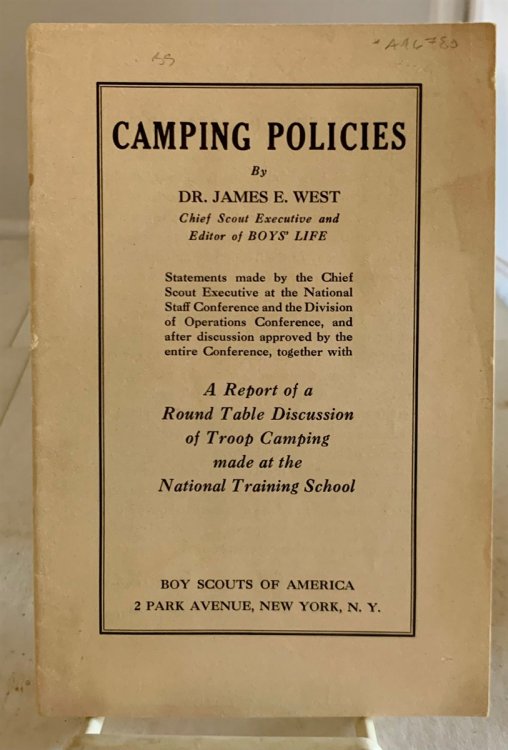 CAMPING POLICIES
By
DR. JAMES E. WEST
Chief Scout Executive and
Editor of BOYS' LIFE
Statements made by the Chief
Scout Executive at the National
Staff Conference and the Division
of Operations Conference, and
after discussion approved by the
entire Conference, together with
A Report of a
Round Table Discussion
of Troop Camping
made at the
National Training School
BOY SCOUTS OF AMERICA
2 PARK AVENUE, NEW YORK, N. Y.